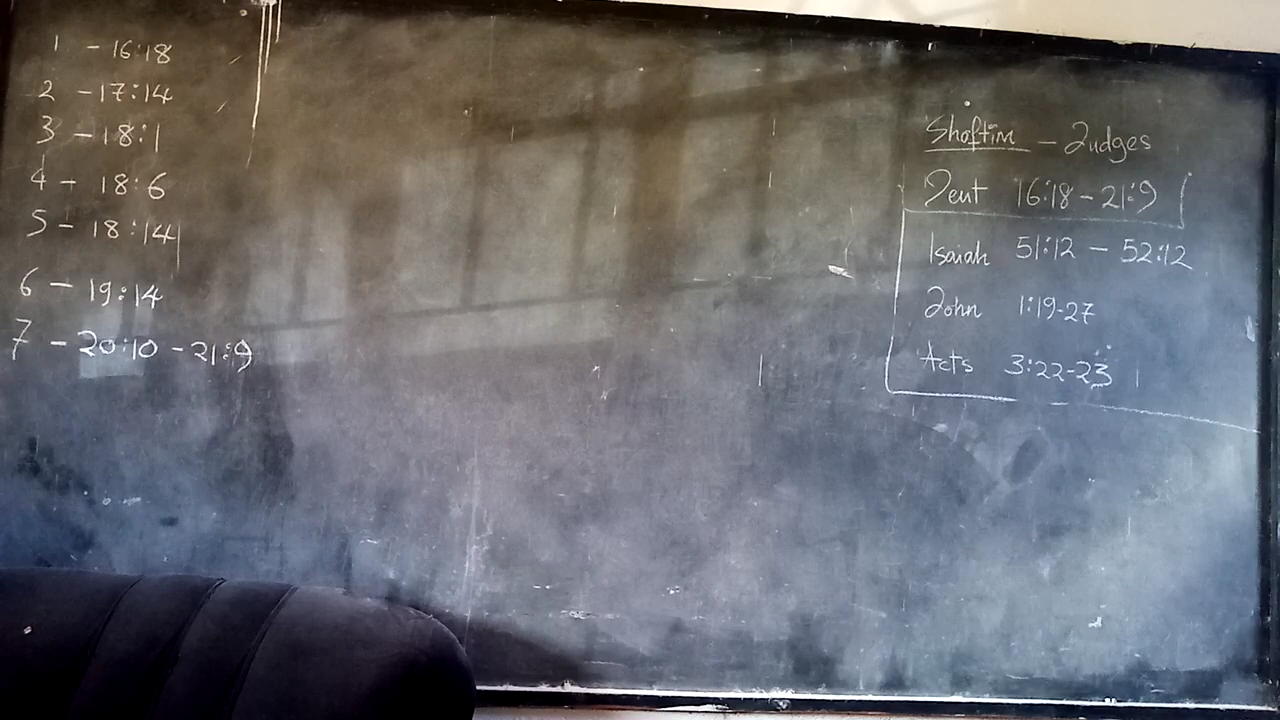 1 - 16:18
2 - 17:14
3 - 18:1
4 - 18:6
5 - 18:14
6 - 19:14
7 - 20:10 - 21:9
Shoftim - Judges
Deut 16:18 - 21:9
Isaiah 51:12 - 52:12
John 1:19-27
Acts 3:22-23